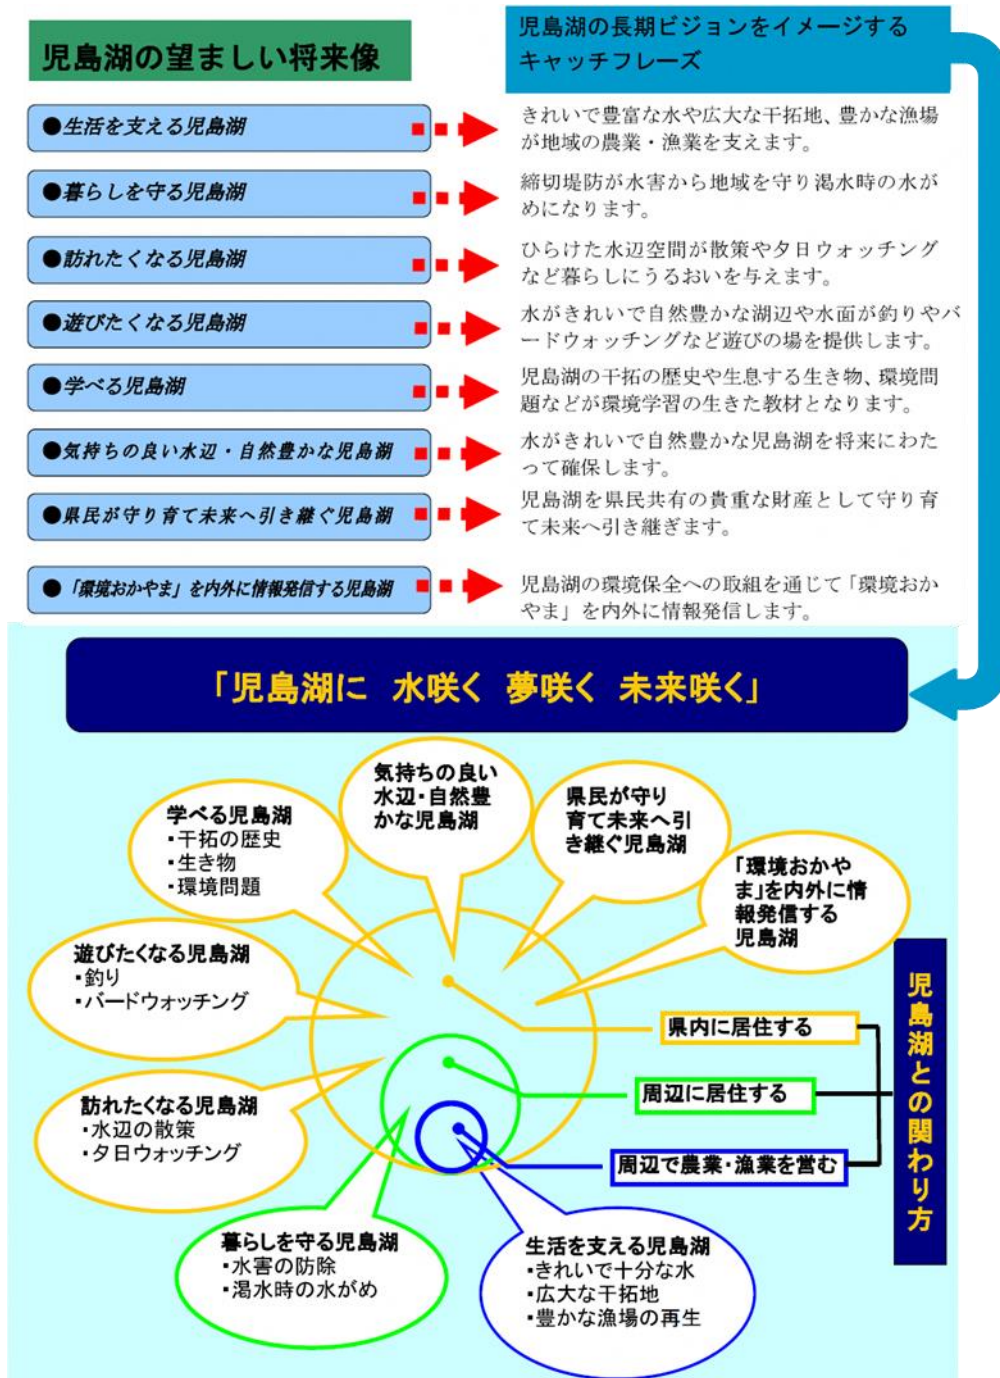 児島湖の望ましい将来像
児島湖の長期ビジョンをイメージする
キャッチフレーズ
●生活を支える児島湖
きれいで豊富な水や広大な干拓地、豊かな漁場
が地域の農業・漁業を支えます。
●暮らしを守る児島湖
締切堤防が水害から地域を守り渇水時の水が
めになります。
●訪れたくなる児島湖
ひらけた水辺空間が散策や夕日ウォッチング
など暮らしにうるおいを与えます。
●遊びたくなる児島湖
水がきれいで自然豊かな湖辺や水面が釣りやバ
ードウォッチングなど遊びの場を提供します。
●学べる児島湖
児島湖の干拓の歴史や生息する生き物、環境問
題などが環境学習の生きた教材となります。
●気持ちの良い水辺・自然豊かな児島湖
水がきれいで自然豊かな児島湖を将来にわた
って確保します。
●県民が守り育て未来へ引き継ぐ児島湖
児島湖を県民共有の貴重な財産として守り育
て未来へ引き継ぎます。
●「環境おかやま」を内外に情報発信する児島湖
児島湖の環境保全への取組を通じて「環境おか
やま」を内外に情報発信します。
「児島湖に 水咲く 夢咲く 未来咲く」
気持ちの良い
水辺・自然豊
かな児島湖
学べる児島湖
・干拓の歴史
・生き物
・環境問題
県民が守り
育て未来へ引
き継ぐ児島湖
「環境おかや
ま」を内外に情
報発信する
児島湖
遊びたくなる児島湖
・釣り
・バードウォッチング
訪れたくなる児島湖
・水辺の散策
・夕日ウォッチング
県内に居住する
周辺に居住する
周辺で農業・漁業を営む
児島湖との関わり方
暮らしを守る児島湖
・水害の防除
・渇水時の水がめ
生活を支える児島湖
・きれいで十分な水
・広大な干拓地
・豊かな漁場の再生